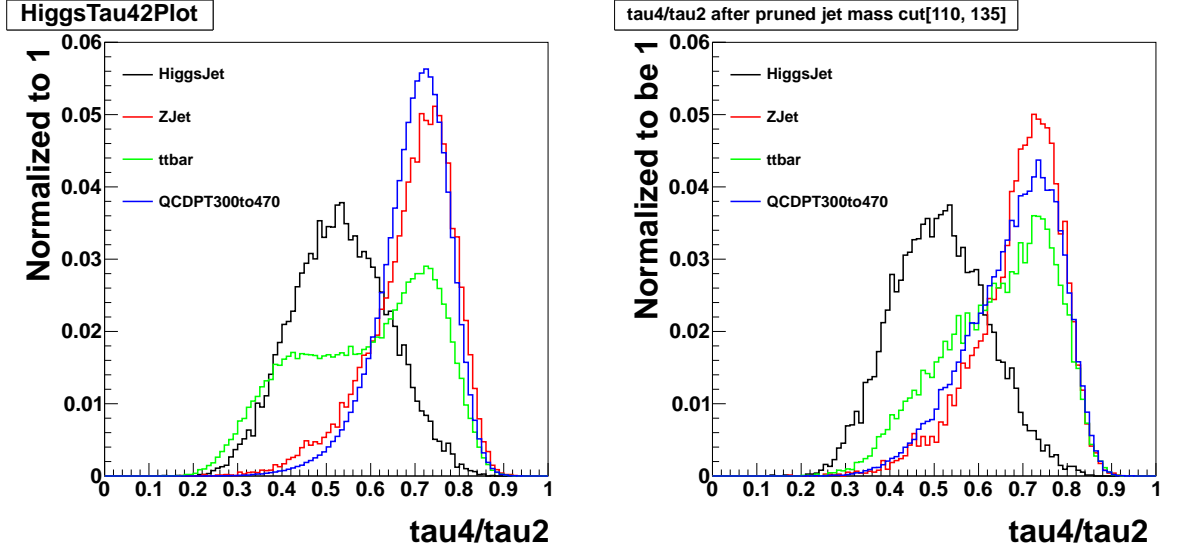 HiggsTau42Plot
Normalized to 1
0.06
0.05
0.04
0.03
0.02
0.01
0
HiggsJet
ZJet
ttbar
QCDPT300to470
0 0.1 0.2 0.3 0.4 0.5 0.6 0.7 0.8 0.9 1
tau4/tau2
tau4/tau2 after pruned jet mass cut[110, 135]
Normalized to be 1
0.06
0.05
0.04
0.03
0.02
0.01
0
HiggsJet
ZJet
ttbar
QCDPT300to470
0 0.1 0.2 0.3 0.4 0.5 0.6 0.7 0.8 0.9 1
tau4/tau2